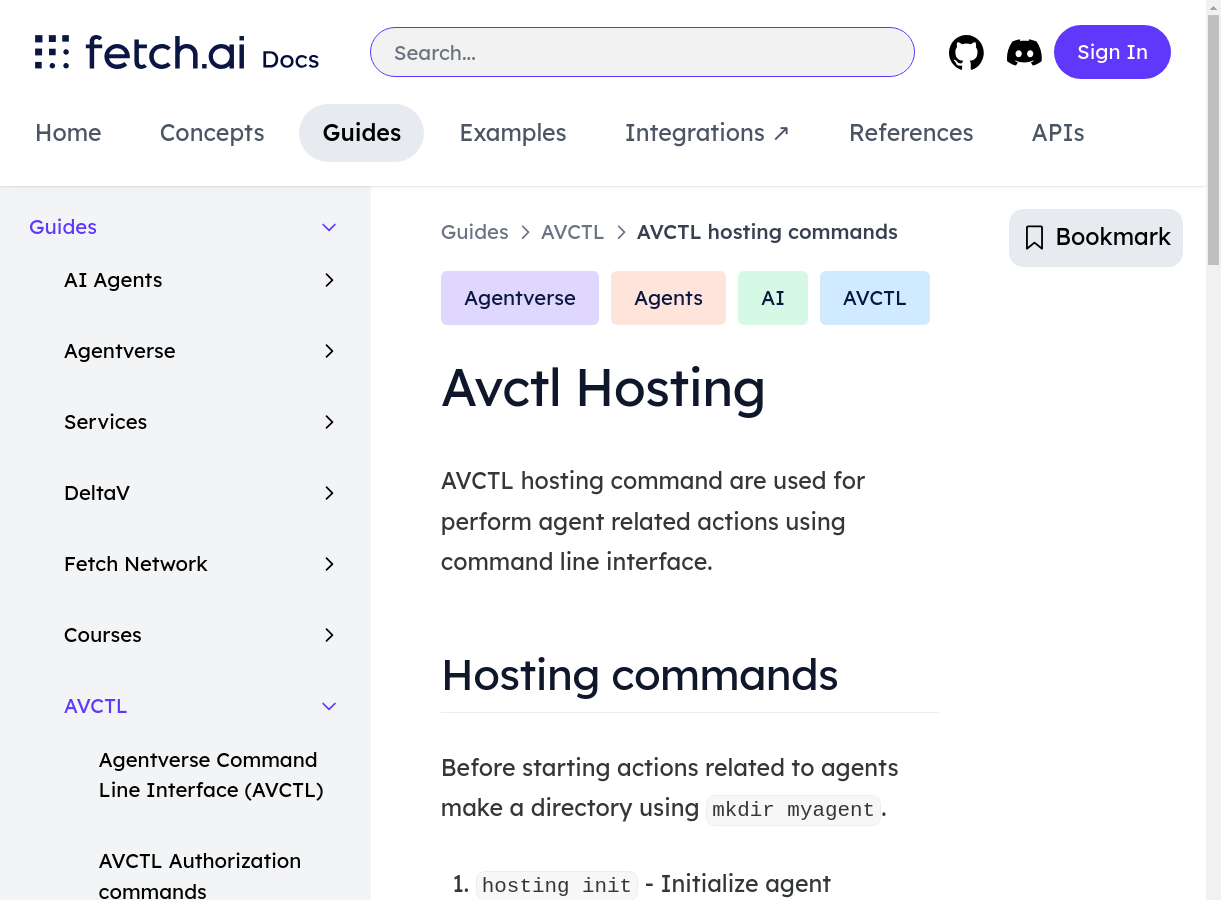 fetch.ai Docs
Search...
Sign In
Home Concepts Guides Examples Integrations ↗ References APIs
Guides
AI Agents
Agentverse
Services
DeltaV
Fetch Network
Courses
AVCTL
Agentverse Command
Line Interface (AVCTL)
AVCTL Authorization
commands
Guides > AVCTL > AVCTL hosting commands
Bookmark
Agentverse Agents AI AVCTL
Avctl Hosting
AVCTL hosting command are used for
perform agent related actions using
command line interface.
Hosting commands
Before starting actions related to agents
make a directory using mkdir myagent.
1. hosting init - Initialize agent